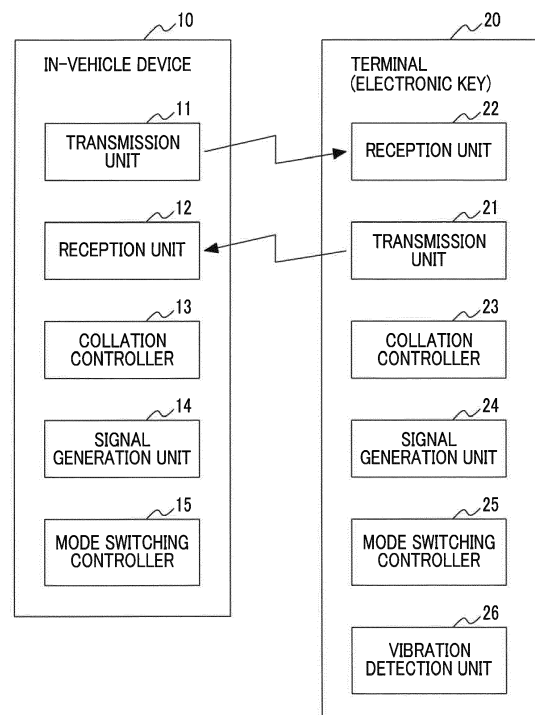 10
IN-VEHICLE DEVICE
11
TRANSMISSION
UNIT
12
RECEPTION UNIT
13
COLLATION
CONTROLLER
14
SIGNAL
GENERATION UNIT
15
MODE SWITCHING
CONTROLLER
20
TERMINAL
(ELECTRONIC KEY)
22
RECEPTION UNIT
21
TRANSMISSION
UNIT
23
COLLATION
CONTROLLER
24
SIGNAL
GENERATION UNIT
25
MODE SWITCHING
CONTROLLER
26
VIBRATION
DETECTION UNIT